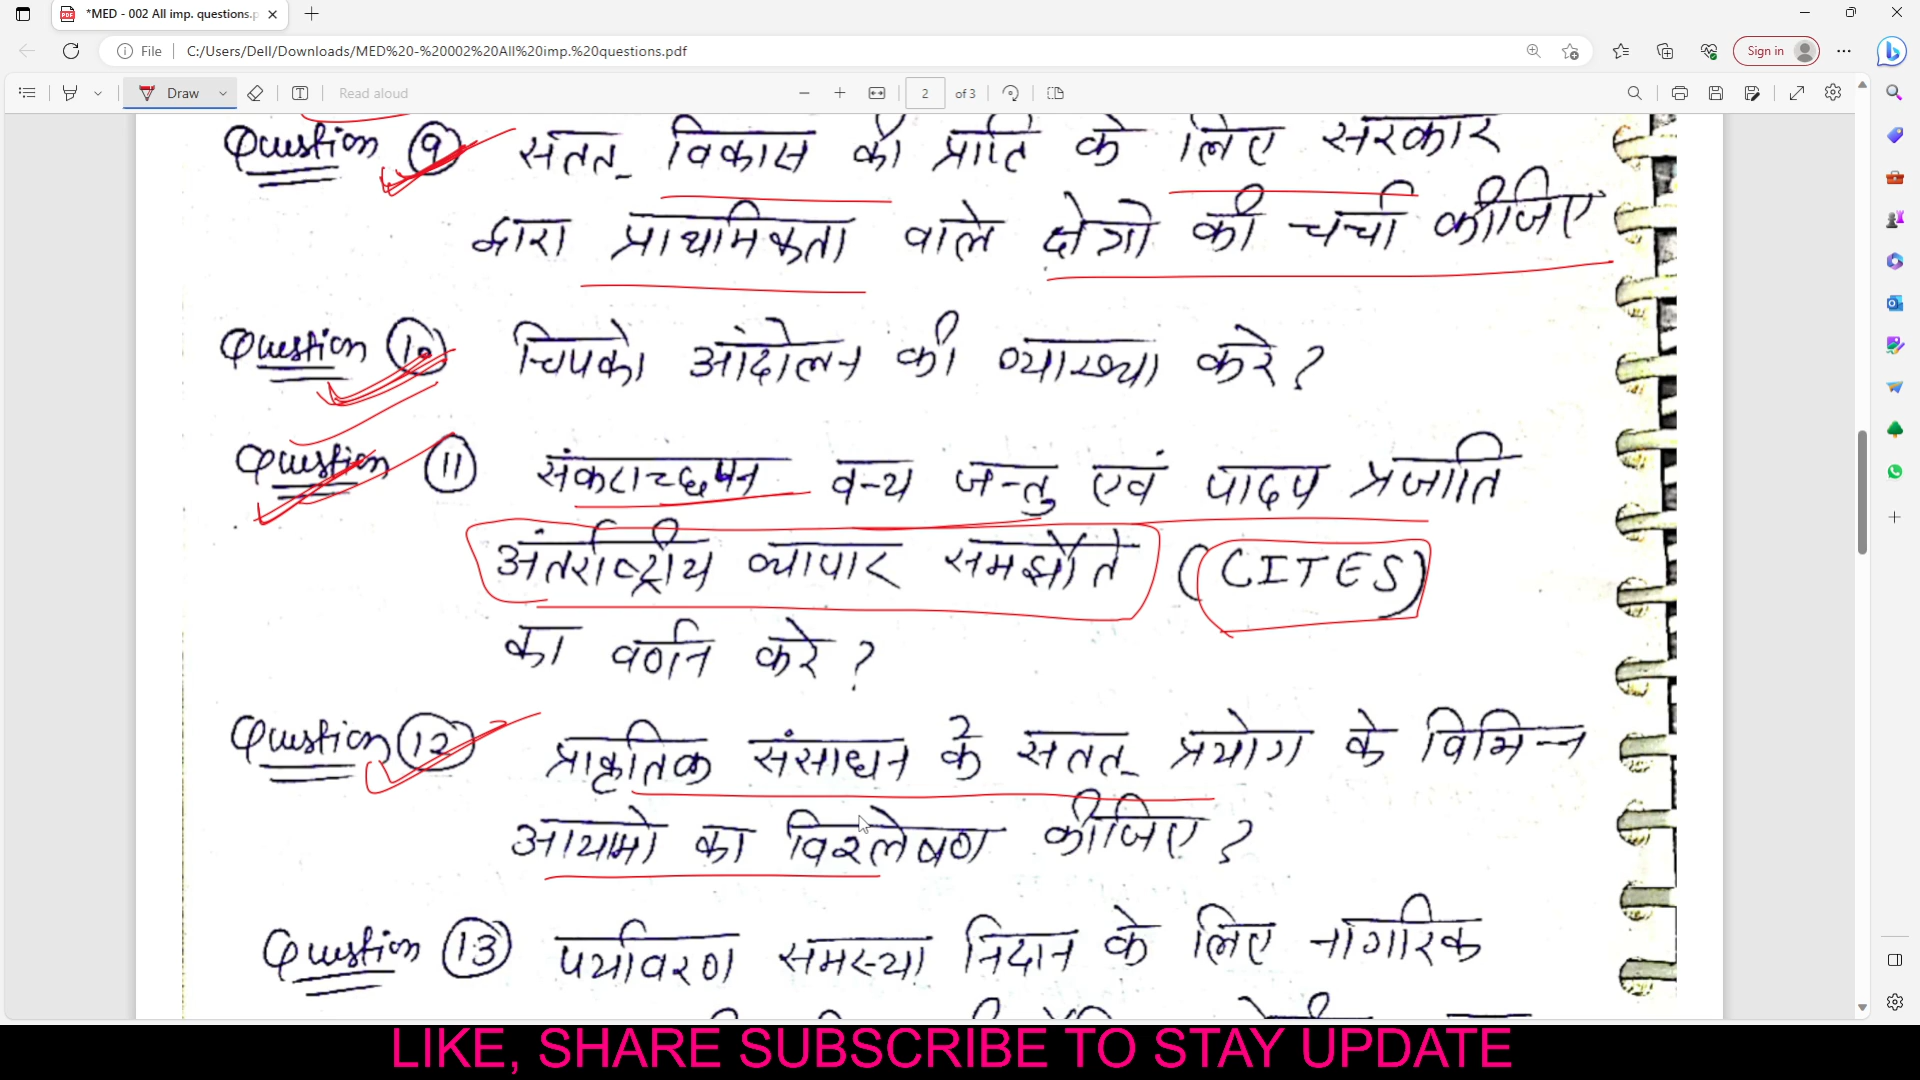 *MED - 002 All imp. questions.p
File
C:/Users/Dell/Downloads/MED%20-%20002%20All%20imp.%20questions.pdf
Sign in
Draw
Read aloud
2
of 3
Question 9 सतत् विकास की प्राप्ति के लिए सरकार
द्वारा प्राथमिकता वाले क्षेत्रो की चर्चा कीजिए
Question 10 चिपको आंदोलन की व्याख्या करे?
Question 11 वन्य जन्तु एवं पादप प्रजाति
अंतर्राष्ट्रीय व्यापार समझौते (CITES)
का वर्णन करे?
Question 12 प्राकृतिक संसाधन के सतत् प्रयोग के विभिन्न
आयामो का विश्लेषण कीजिए?
Question 13 पर्यावरण समस्या निदान के लिए नागरिक
LIKE, SHARE SUBSCRIBE TO STAY UPDATE